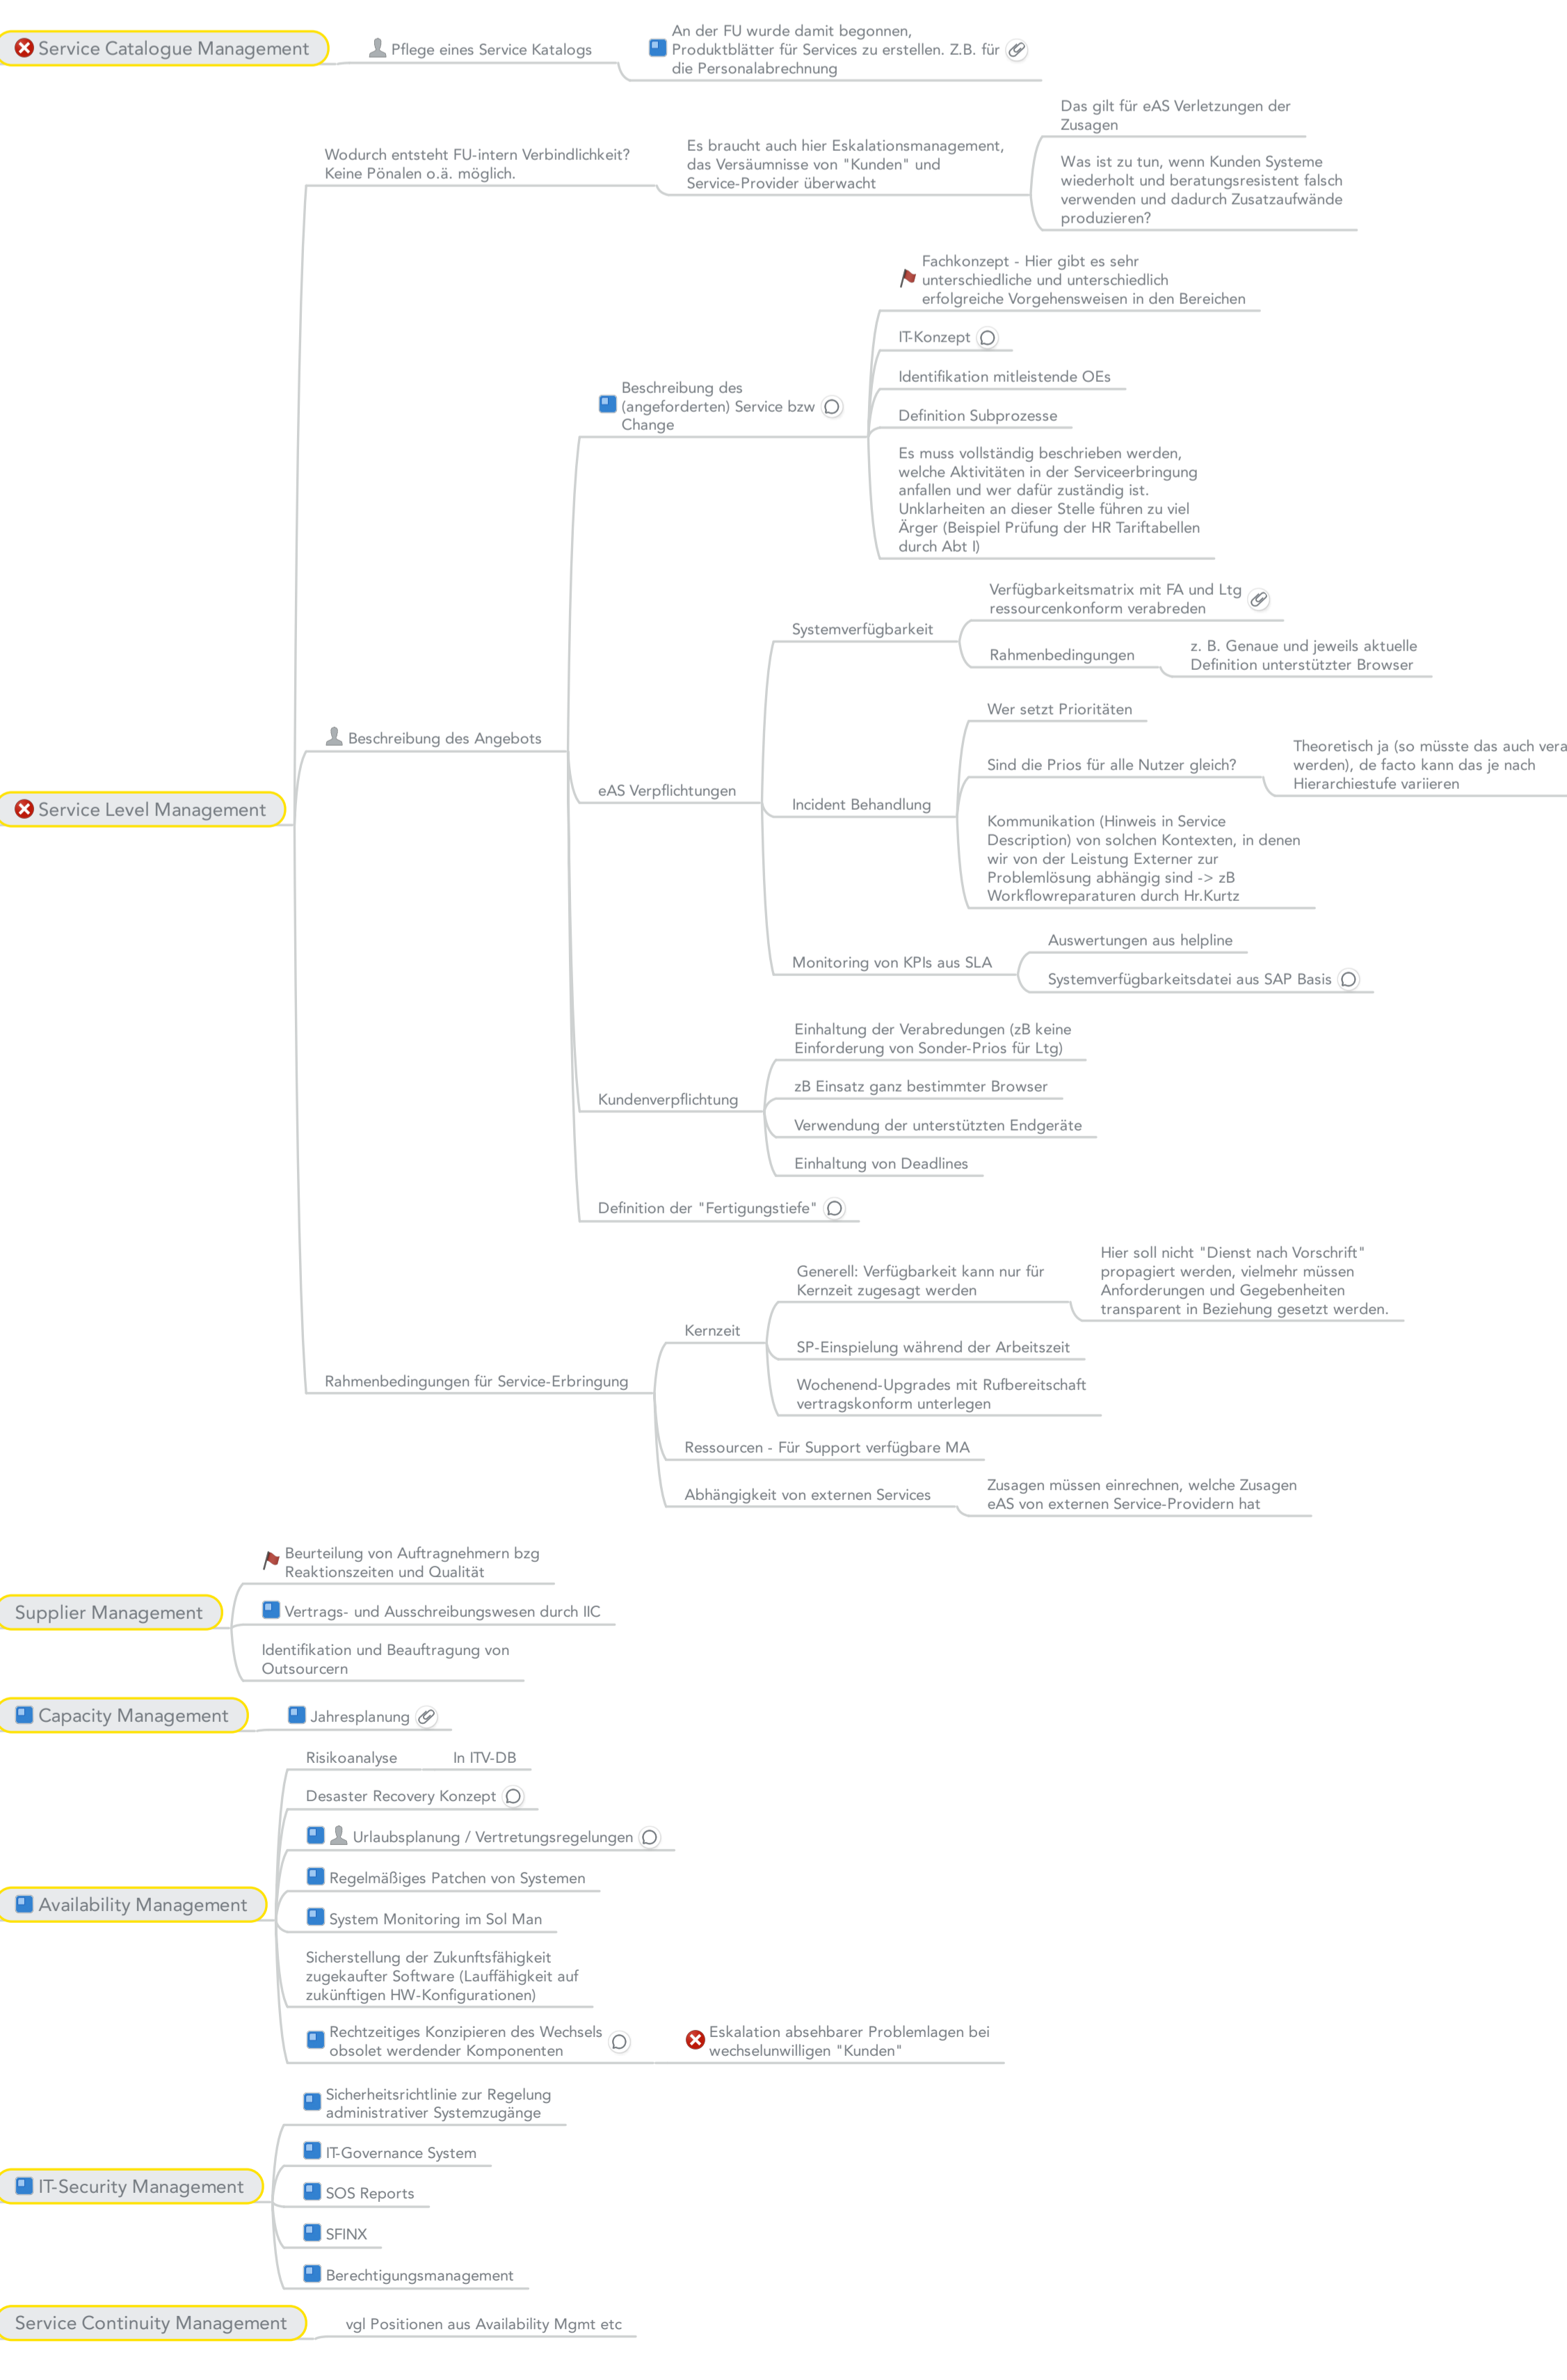 Service Catalogue Management
Pflege eines Service Katalogs
An der FU wurde damit begonnen,
Produktblätter für Services zu erstellen. Z.B. für
die Personalabrechnung
Service Level Management
Wodurch entsteht FU-intern Verbindlichkeit?
Keine Pönalen o.ä. möglich.
Es braucht auch hier Eskalationsmanagement,
das Versäumnisse von "Kunden" und
Service-Provider überwacht
Das gilt für eAS Verletzungen der
Zusagen
Was ist zu tun, wenn Kunden Systeme
wiederholt und beratungsresistent falsch
verwenden und dadurch Zusatzaufwände
produzieren?
Beschreibung des Angebots
Beschreibung des
(angeforderten) Service bzw
Change
Fachkonzept - Hier gibt es sehr
unterschiedliche und unterschiedlich
erfolgreiche Vorgehensweisen in den Bereichen
IT-Konzept
Identifikation mitleistende OEs
Definition Subprozesse
Es muss vollständig beschrieben werden,
welche Aktivitäten in der Serviceerbringung
anfallen und wer dafür zuständig ist.
Unklarheiten an dieser Stelle führen zu viel
Ärger (Beispiel Prüfung der HR Tariftabellen
durch Abt I)
eAS Verpflichtungen
Systemverfügbarkeit
Verfügbarkeitsmatrix mit FA und Ltg
ressourcenkonform verabreden
Rahmenbedingungen
z. B. Genaue und jeweils aktuelle
Definition unterstützter Browser
Incident Behandlung
Wer setzt Prioritäten
Sind die Prios für alle Nutzer gleich?
Theoretisch ja (so müsste das auch vera
werden), de facto kann das je nach
Hierarchiestufe variieren
Kommunikation (Hinweis in Service
Description) von solchen Kontexten, in denen
wir von der Leistung Externer zur
Problemlösung abhängig sind -> zB
Workflowreparaturen durch Hr.Kurtz
Monitoring von KPIs aus SLA
Auswertungen aus helpline
Systemverfügbarkeitsdatei aus SAP Basis
Kundenverpflichtung
Einhaltung der Verabredungen (zB keine
Einforderung von Sonder-Prios für Ltg)
zB Einsatz ganz bestimmter Browser
Verwendung der unterstützten Endgeräte
Einhaltung von Deadlines
Definition der "Fertigungstiefe"
Rahmenbedingungen für Service-Erbringung
Kernzeit
Generell: Verfügbarkeit kann nur für
Kernzeit zugesagt werden
Hier soll nicht "Dienst nach Vorschrift"
propagiert werden, vielmehr müssen
Anforderungen und Gegebenheiten
transparent in Beziehung gesetzt werden.
SP-Einspielung während der Arbeitszeit
Wochenend-Upgrades mit Rufbereitschaft
vertragskonform unterlegen
Ressourcen - Für Support verfügbare MA
Abhängigkeit von externen Services
Zusagen müssen einrechnen, welche Zusagen
eAS von externen Service-Providern hat
Supplier Management
Beurteilung von Auftragnehmern bzg
Reaktionszeiten und Qualität
Vertrags- und Ausschreibungswesen durch IIC
Identifikation und Beauftragung von
Outsourcern
Capacity Management
Jahresplanung
Availability Management
Risikoanalyse
In ITV-DB
Desaster Recovery Konzept
Urlaubsplanung / Vertretungsregelungen
Regelmäßiges Patchen von Systemen
System Monitoring im Sol Man
Sicherstellung der Zukunftsfähigkeit
zugekaufter Software (Lauffähigkeit auf
zukünftigen HW-Konfigurationen)
Rechtzeitiges Konzipieren des Wechsels
obsolet werdender Komponenten
Eskalation absehbarer Problemlagen bei
wechselunwilligen "Kunden"
IT-Security Management
Sicherheitsrichtlinie zur Regelung
administrativer Systemzugänge
IT-Governance System
SOS Reports
SFINX
Berechtigungsmanagement
Service Continuity Management
vgl Positionen aus Availability Mgmt etc